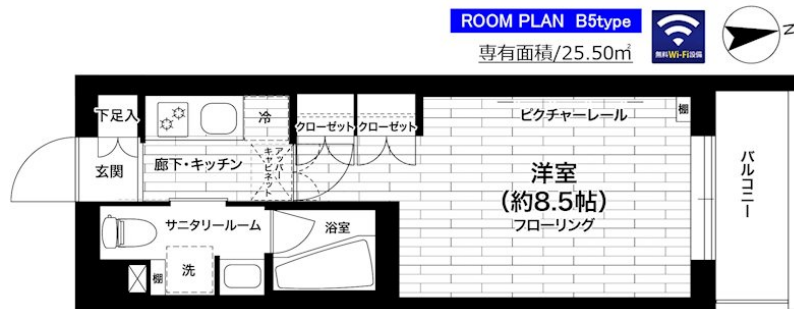 ROOM PLAN B5type
専有面積/25.50㎡
無料Wi-Fi設備
N
下足入
冷
クローゼット
クローゼット
ピクチャーレール
棚
玄関
廊下・キッチン
アッパー
キャビネット
洋室
(約8.5帖)
フローリング
バルコニー
サニタリールーム
浴室
棚
洗